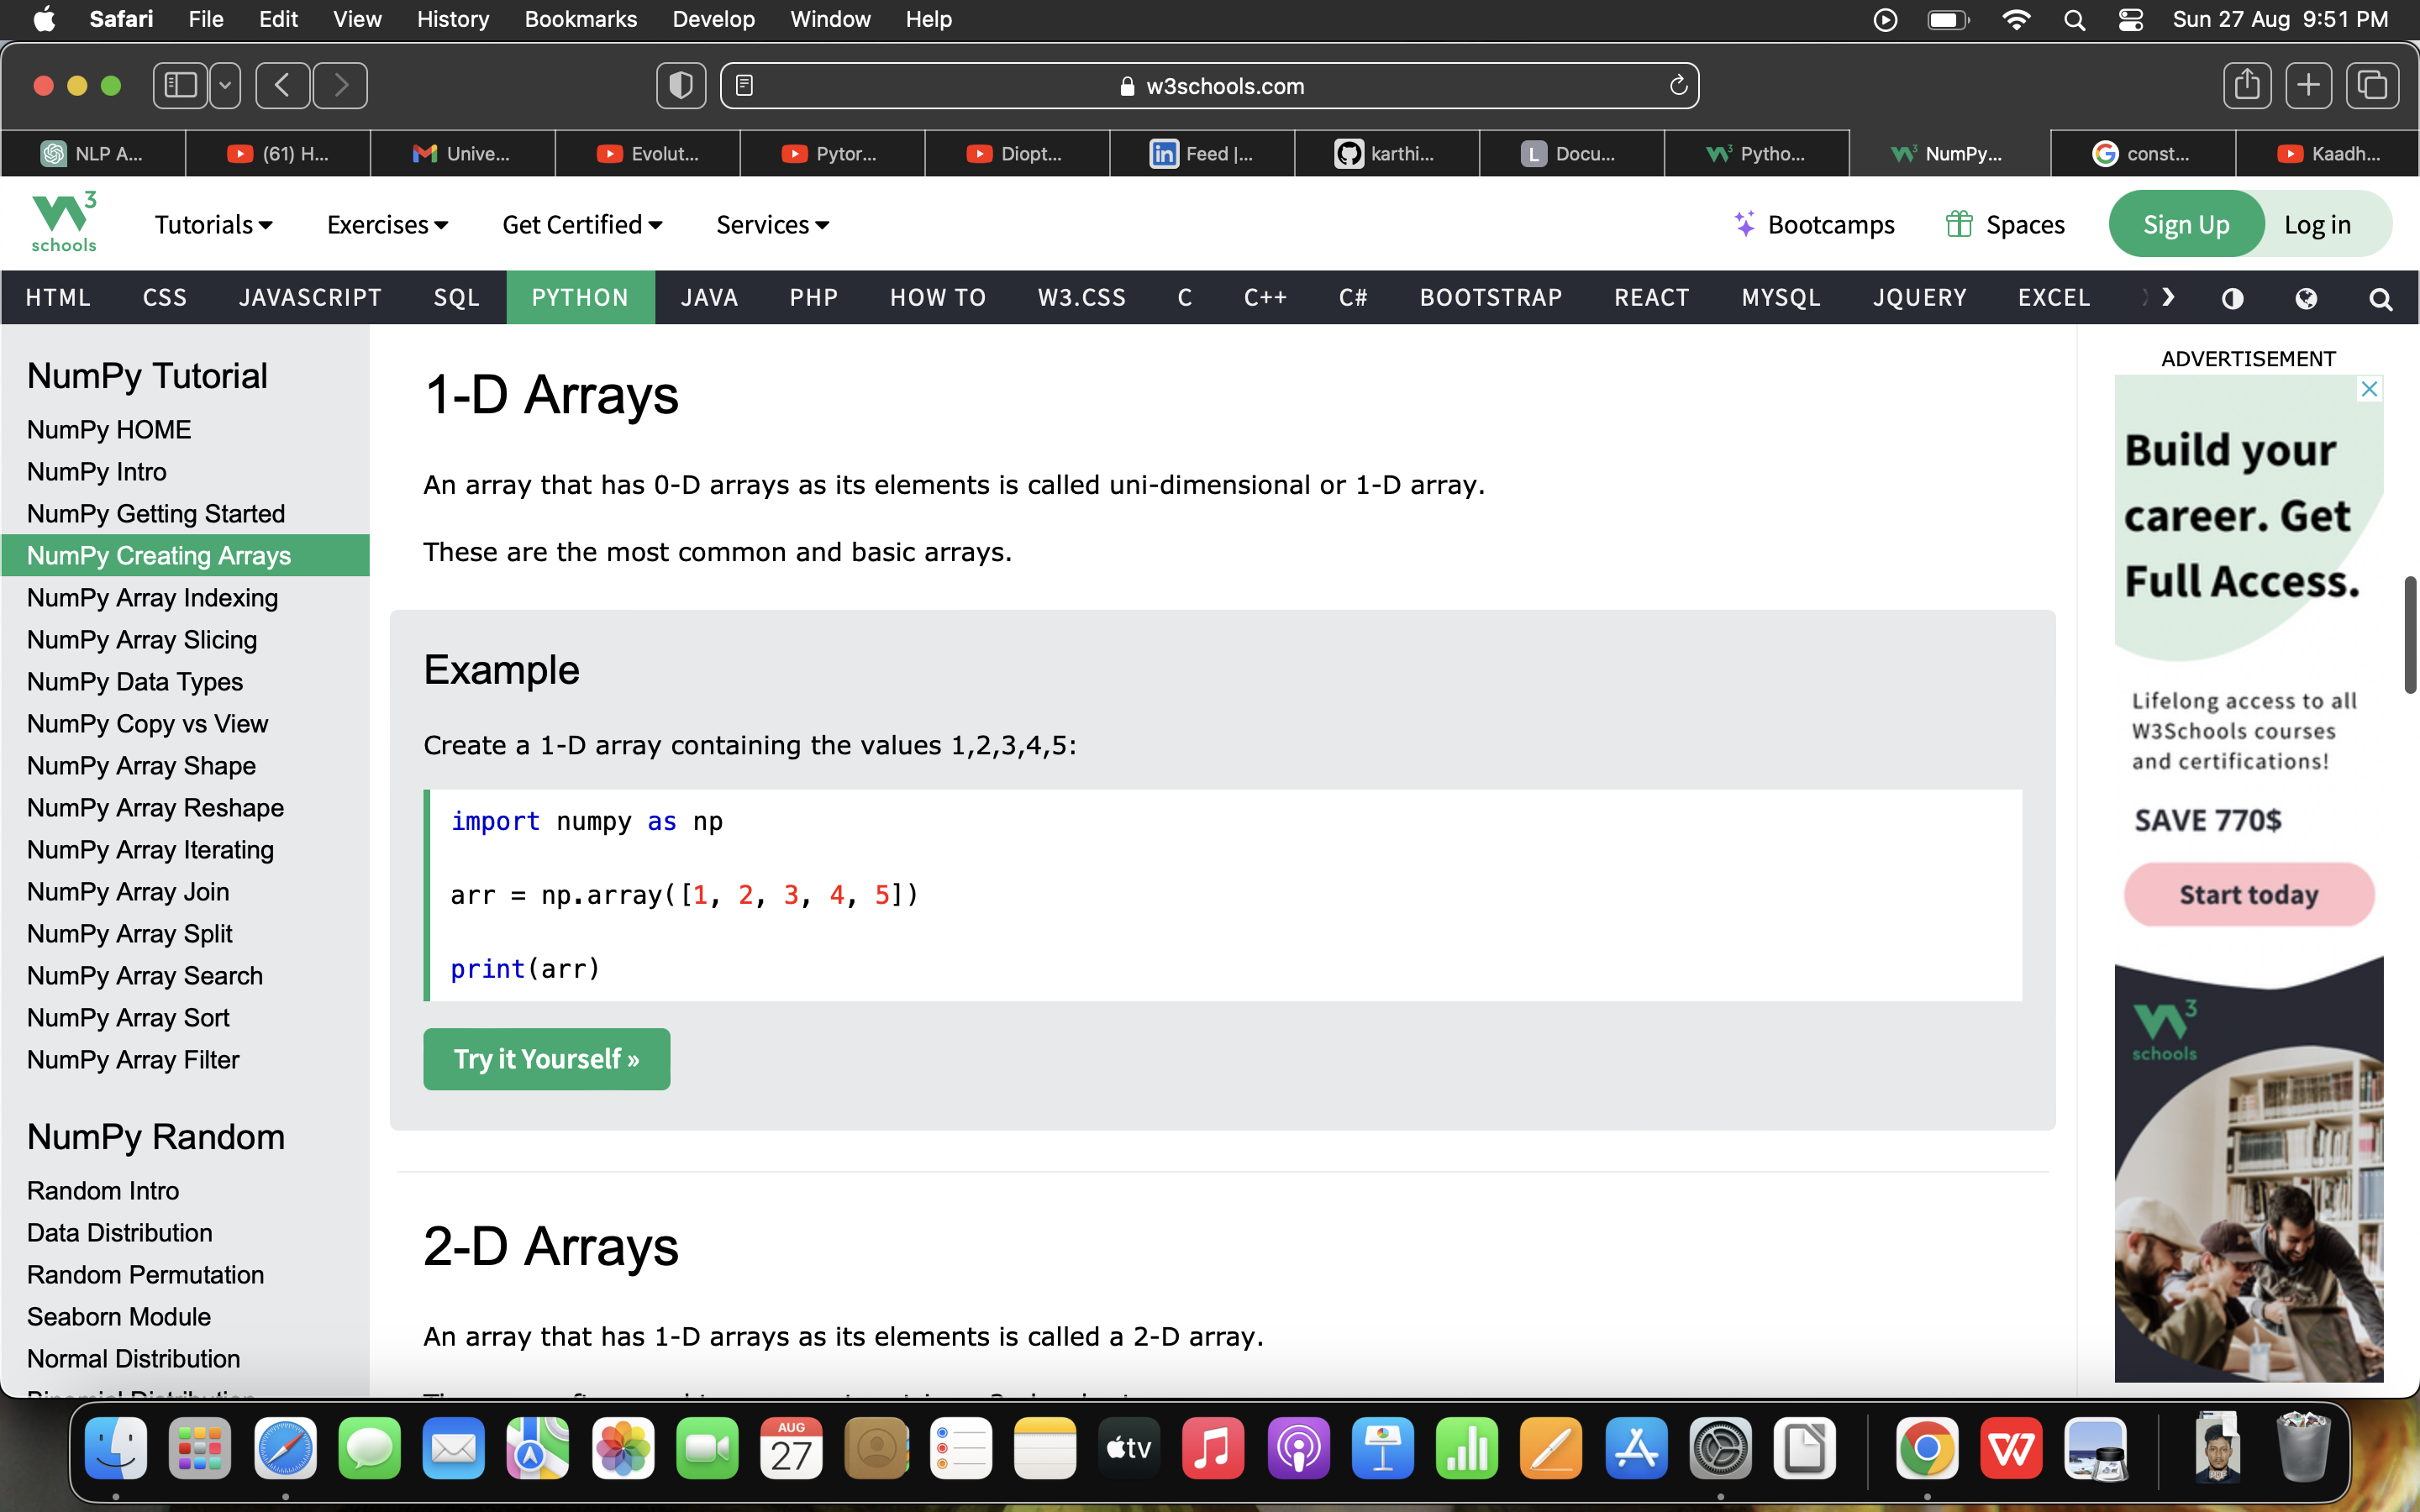 Safari File Edit View History Bookmarks Develop Window Help Sun 27 Aug 9:51 PM
w3schools.com
NLP A... (61) H... Unive... Evolut... Pytor... Diopt... Feed |... karthi... L Docu... Pytho... NumPy... const... Kaadh...
W3 schools Tutorials Exercises Get Certified Services Bootcamps Spaces Sign Up Log in
HTML CSS JAVASCRIPT SQL PYTHON JAVA PHP HOW TO W3.CSS C C++ C# BOOTSTRAP REACT MYSQL JQUERY EXCEL
NumPy Tutorial
NumPy HOME
NumPy Intro
NumPy Getting Started
NumPy Creating Arrays
NumPy Array Indexing
NumPy Array Slicing
NumPy Data Types
NumPy Copy vs View
NumPy Array Shape
NumPy Array Reshape
NumPy Array Iterating
NumPy Array Join
NumPy Array Split
NumPy Array Search
NumPy Array Sort
NumPy Array Filter
NumPy Random
Random Intro
Data Distribution
Random Permutation
Seaborn Module
Normal Distribution
Binomial Distribution
1-D Arrays
An array that has 0-D arrays as its elements is called uni-dimensional or 1-D array.
These are the most common and basic arrays.
Example
Create a 1-D array containing the values 1,2,3,4,5:
import numpy as np
arr = np.array([1, 2, 3, 4, 5])
print(arr)
Try it Yourself »
2-D Arrays
An array that has 1-D arrays as its elements is called a 2-D array.
ADVERTISEMENT
Build your
career. Get
Full Access.
Lifelong access to all
W3Schools courses
and certifications!
SAVE 770$
Start today
W3
schools
AUG
27
tv